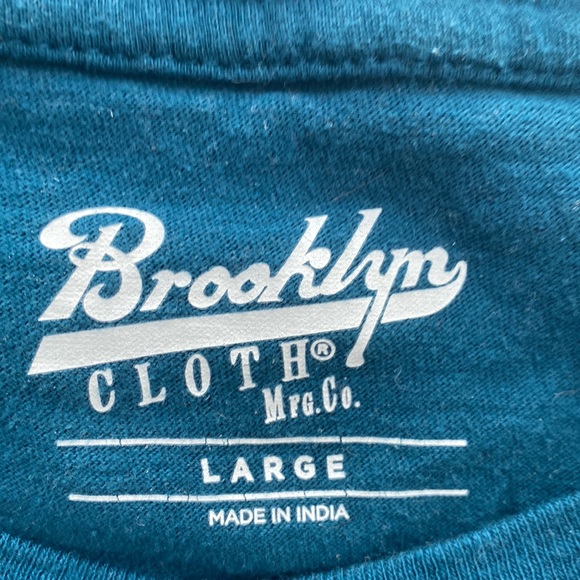 Brooklyn
CLOTH®
MFG.CO.
LARGE
MADE IN INDIA